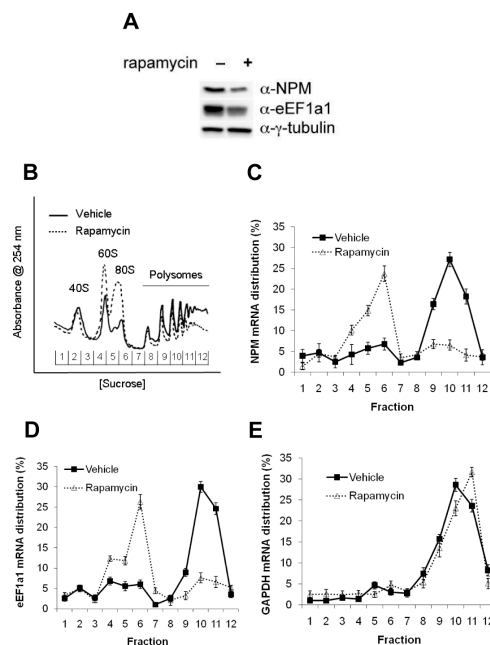 A
rapamycin – +
α-NPM
α-eEF1a1
α-γ-tubulin
B
Vehicle
Rapamycin
60S
80S
40S
Polysomes
Absorbance @ 254 nm
1 2 3 4 5 6 7 8 9 10 11 12
[Sucrose]
C
NPM mRNA distribution (%)
35
30
25
20
15
10
5
0
Vehicle
Rapamycin
1 2 3 4 5 6 7 8 9 10 11 12
Fraction
D
eEF1a1 mRNA distribution (%)
35
30
25
20
15
10
5
0
Vehicle
Rapamycin
1 2 3 4 5 6 7 8 9 10 11 12
Fraction
E
GAPDH mRNA distribution (%)
35
30
25
20
15
10
5
0
Vehicle
Rapamycin
1 2 3 4 5 6 7 8 9 10 11 12
Fraction